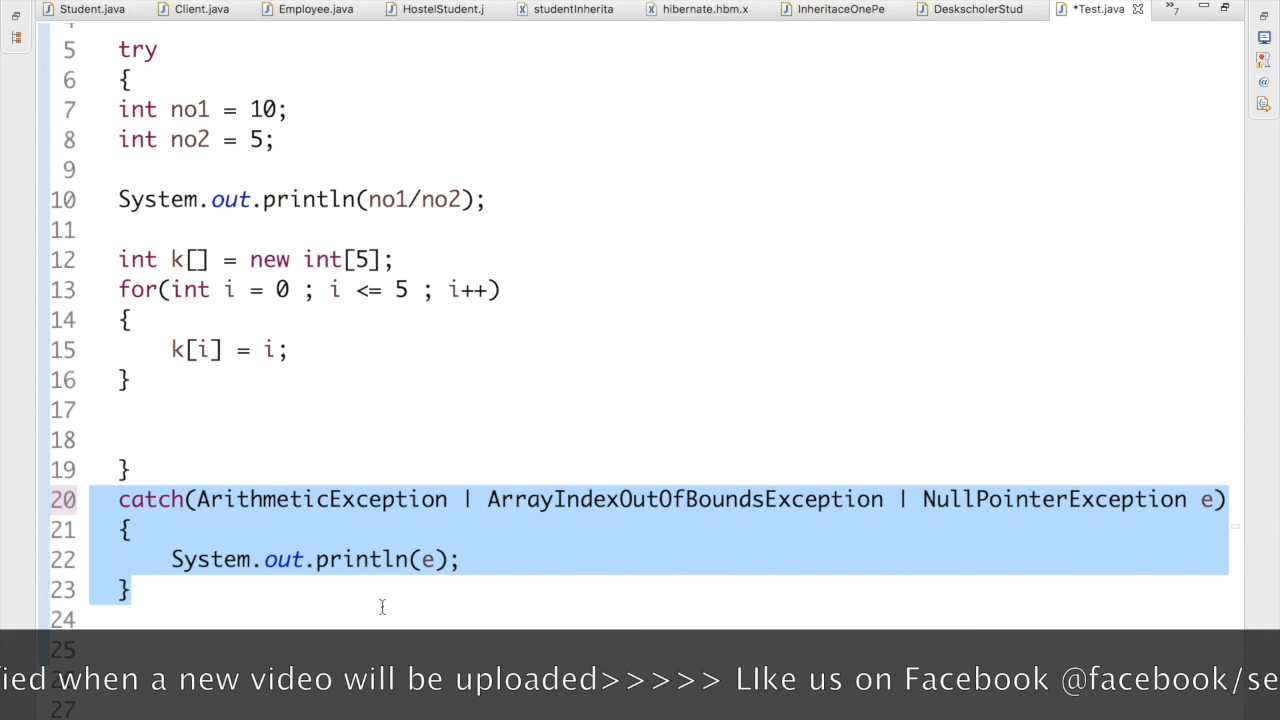 Student.java Client.java Employee.java HostelStudent.j studentInherita hibernate.hbm.x InheritaceOnePe DeskscholerStud *Test.java »7
5 try
6 {
7 int no1 = 10;
8 int no2 = 5;
9
10 System.out.println(no1/no2);
11
12 int k[] = new int[5];
13 for(int i = 0 ; i <= 5 ; i++)
14 {
15 k[i] = i;
16 }
17
18
19 }
20 catch(ArithmeticException | ArrayIndexOutOfBoundsException | NullPointerException e)
21 {
22 System.out.println(e);
23 }
24
25
fied when a new video will be uploaded>>>>> LIke us on Facebook @facebook/se
27